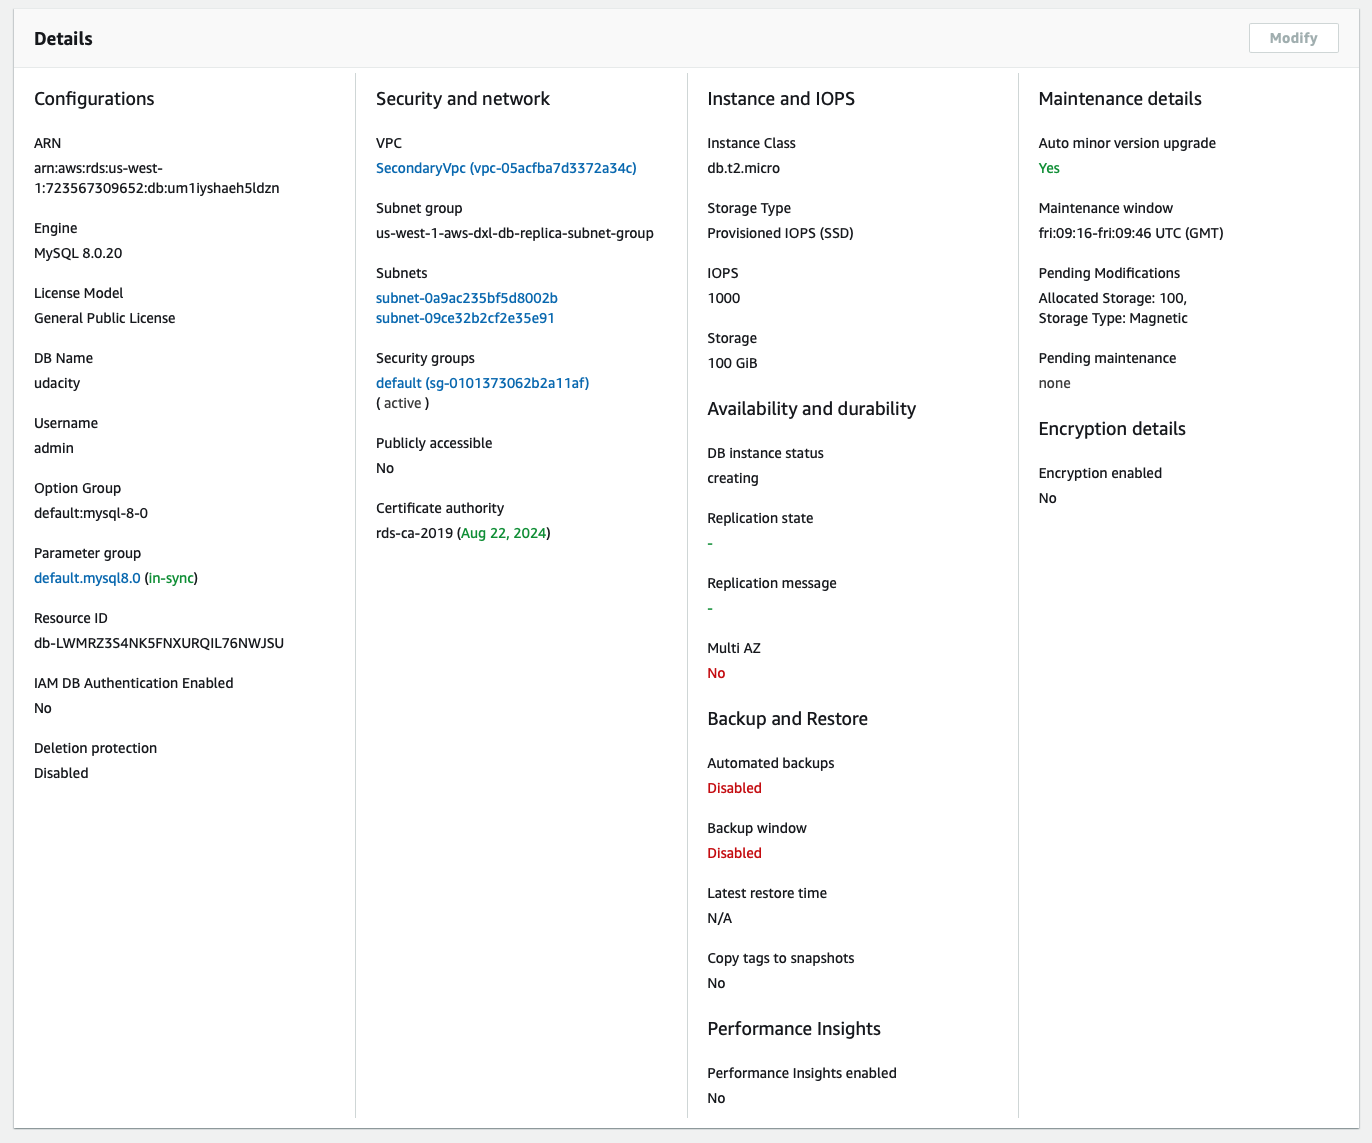 Details
Modify
Configurations
ARN
arn:aws:rds:us-west-
1:723567309652:db:um1iyshaeh5ldzn
Engine
MySQL 8.0.20
License Model
General Public License
DB Name
udacity
Username
admin
Option Group
default:mysql-8-0
Parameter group
default.mysql8.0 (in-sync)
Resource ID
db-LWMRZ3S4NK5FNXURQIL76NWJSU
IAM DB Authentication Enabled
No
Deletion protection
Disabled
Security and network
VPC
SecondaryVpc (vpc-05acfba7d3372a34c)
Subnet group
us-west-1-aws-dxl-db-replica-subnet-group
Subnets
subnet-0a9ac235bf5d8002b
subnet-09ce32b2cf2e35e91
Security groups
default (sg-0101373062b2a11af)
( active )
Publicly accessible
No
Certificate authority
rds-ca-2019 (Aug 22, 2024)
Instance and IOPS
Instance Class
db.t2.micro
Storage Type
Provisioned IOPS (SSD)
IOPS
1000
Storage
100 GiB
Availability and durability
DB instance status
creating
Replication state
-
Replication message
-
Multi AZ
No
Backup and Restore
Automated backups
Disabled
Backup window
Disabled
Latest restore time
N/A
Copy tags to snapshots
No
Performance Insights
Performance Insights enabled
No
Maintenance details
Auto minor version upgrade
Yes
Maintenance window
fri:09:16-fri:09:46 UTC (GMT)
Pending Modifications
Allocated Storage: 100,
Storage Type: Magnetic
Pending maintenance
none
Encryption details
Encryption enabled
No